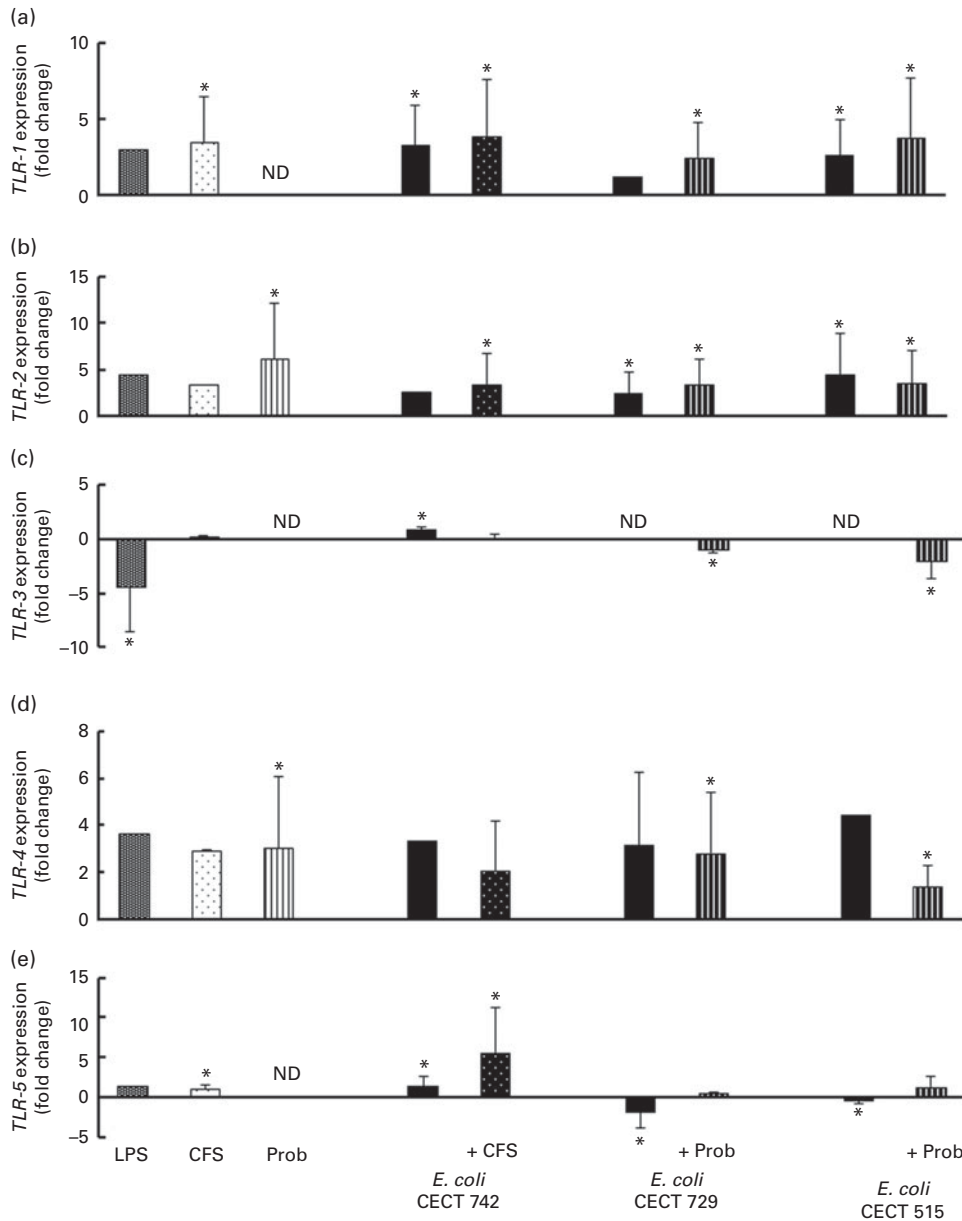 (a)
TLR-1 expression
(fold change)
10
5
0
*
ND
*
*
*
*
*
(b)
TLR-2 expression
(fold change)
15
10
5
0
*
*
*
*
*
*
(c)
TLR-3 expression
(fold change)
5
0
−5
−10
*
ND
*
ND
*
ND
*
(d)
TLR-4 expression
(fold change)
8
6
4
2
0
*
*
*
(e)
TLR-5 expression
(fold change)
15
10
5
0
−5
*
ND
*
*
*
*
LPS
CFS
Prob
+ CFS
E. coli
CECT 742
+ Prob
E. coli
CECT 729
+ Prob
E. coli
CECT 515